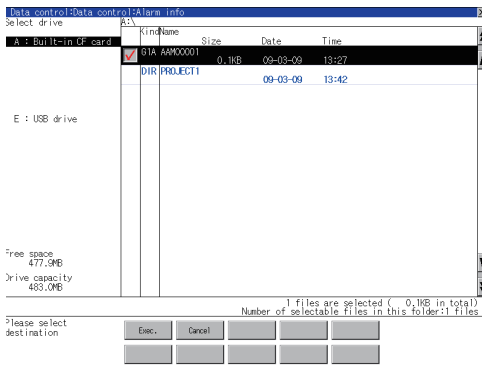 Data control:Data control:Alarm info
Select drive
A:\
Kind Name
Size Date Time
A : Built-in CF card
G1A AAM00001
0.1KB 09-03-09 13:27
DIR PROJECT1
09-03-09 13:42
E : USB drive
Free space
477.9MB
Drive capacity
483.0MB
1 files are selected ( 0.1KB in total)
Number of selectable files in this folder:1 files
Please select
destination
Exec. Cancel